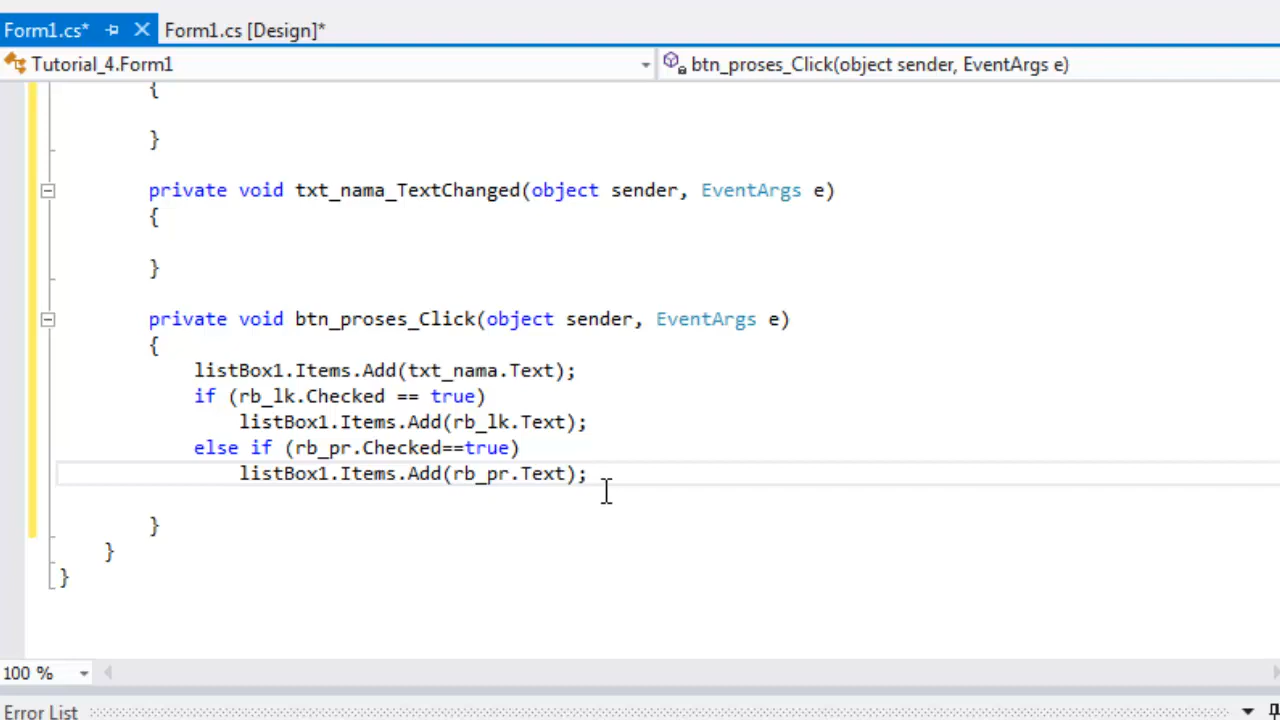 Form1.cs* Form1.cs [Design]*
Tutorial_4.Form1 btn_proses_Click(object sender, EventArgs e)
{
}
private void txt_nama_TextChanged(object sender, EventArgs e)
{
}
private void btn_proses_Click(object sender, EventArgs e)
{
listBox1.Items.Add(txt_nama.Text);
if (rb_lk.Checked == true)
listBox1.Items.Add(rb_lk.Text);
else if (rb_pr.Checked==true)
listBox1.Items.Add(rb_pr.Text);
}
}
}
100 %
Error List